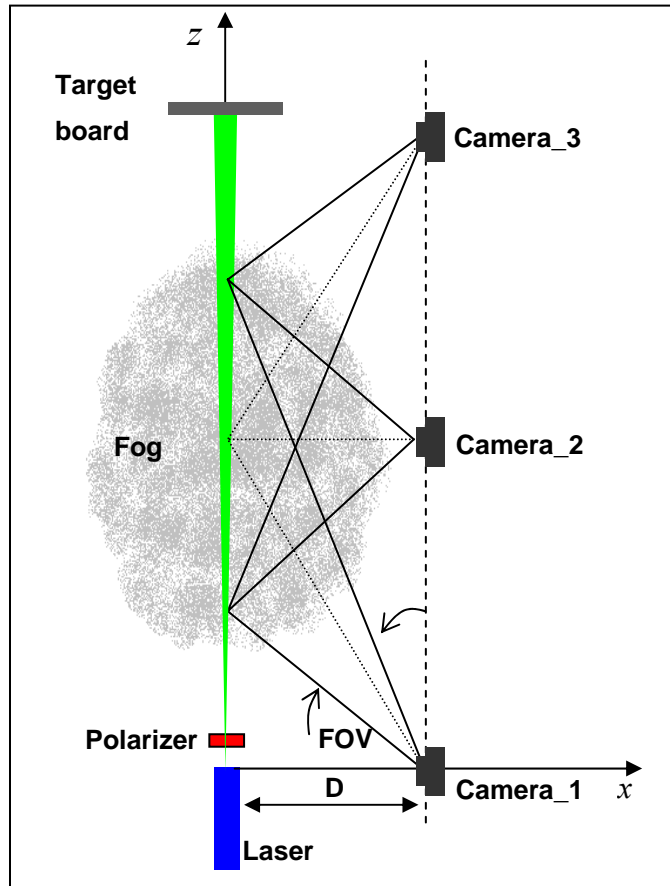 z
Target
board
Camera_3
Fog
Camera_2
Polarizer
FOV
D
Camera_1
x
Laser